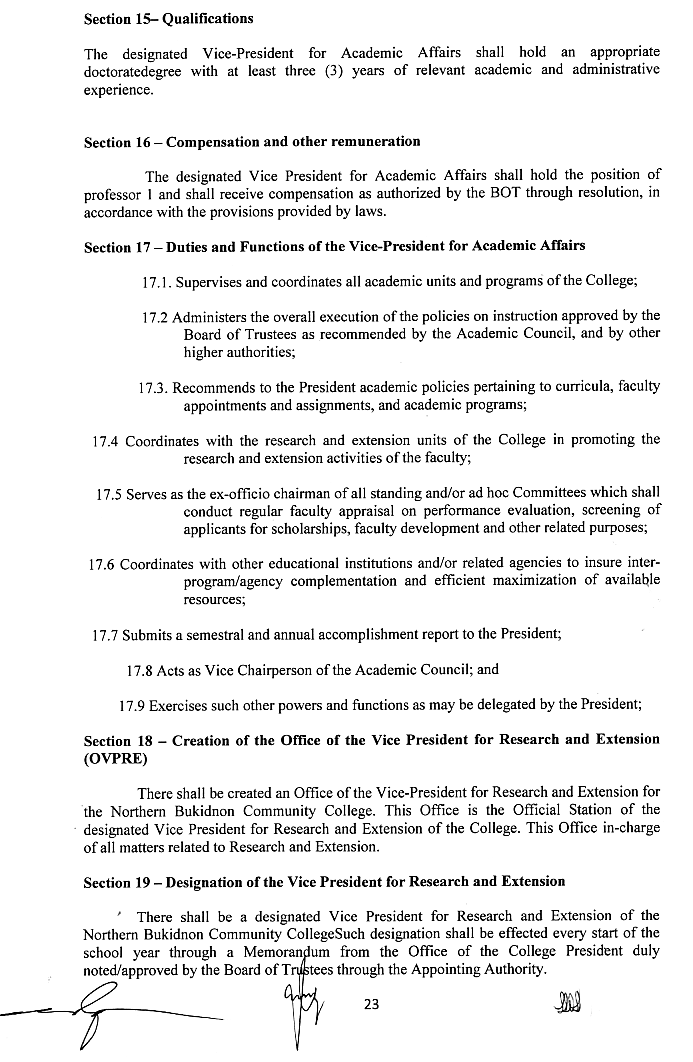 Section 15– Qualifications
The designated Vice-President for Academic Affairs shall hold an appropriate
doctoratedegree with at least three (3) years of relevant academic and administrative
experience.
Section 16 – Compensation and other remuneration
The designated Vice President for Academic Affairs shall hold the position of
professor 1 and shall receive compensation as authorized by the BOT through resolution, in
accordance with the provisions provided by laws.
Section 17 – Duties and Functions of the Vice-President for Academic Affairs
17.1. Supervises and coordinates all academic units and programs of the College;
17.2 Administers the overall execution of the policies on instruction approved by the
Board of Trustees as recommended by the Academic Council, and by other
higher authorities;
17.3. Recommends to the President academic policies pertaining to curricula, faculty
appointments and assignments, and academic programs;
17.4 Coordinates with the research and extension units of the College in promoting the
research and extension activities of the faculty;
17.5 Serves as the ex-officio chairman of all standing and/or ad hoc Committees which shall
conduct regular faculty appraisal on performance evaluation, screening of
applicants for scholarships, faculty development and other related purposes;
17.6 Coordinates with other educational institutions and/or related agencies to insure inter-
program/agency complementation and efficient maximization of available
resources;
17.7 Submits a semestral and annual accomplishment report to the President;
17.8 Acts as Vice Chairperson of the Academic Council; and
17.9 Exercises such other powers and functions as may be delegated by the President;
Section 18 – Creation of the Office of the Vice President for Research and Extension
(OVPRE)
There shall be created an Office of the Vice-President for Research and Extension for
the Northern Bukidnon Community College. This Office is the Official Station of the
designated Vice President for Research and Extension of the College. This Office in-charge
of all matters related to Research and Extension.
Section 19 – Designation of the Vice President for Research and Extension
There shall be a designated Vice President for Research and Extension of the
Northern Bukidnon Community CollegeSuch designation shall be effected every start of the
school year through a Memorandum from the Office of the College President duly
noted/approved by the Board of Trustees through the Appointing Authority.
23